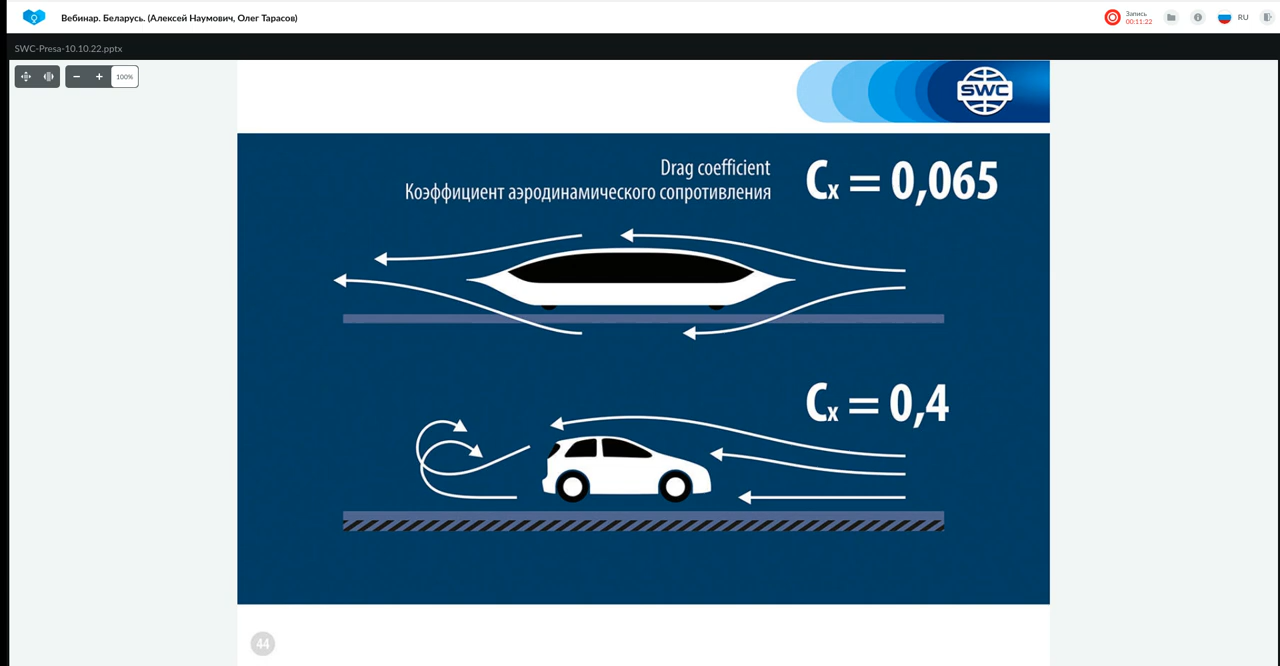 Вебинар. Беларусь. (Алексей Наумович, Олег Тарасов)
Запись
00:11:22
RU
SWC-Presa-10.10.22.pptx
100%
SWC
Drag coefficient
Коэффициент аэродинамического сопротивления
Cx = 0,065
Cx = 0,4
44